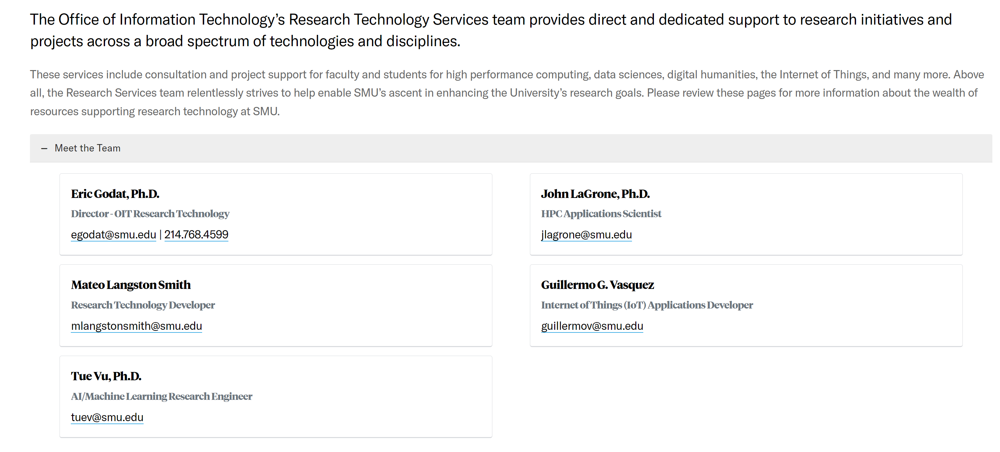 The Office of Information Technology’s Research Technology Services team provides direct and dedicated support to research initiatives and
projects across a broad spectrum of technologies and disciplines.
These services include consultation and project support for faculty and students for high performance computing, data sciences, digital humanities, the Internet of Things, and many more. Above
all, the Research Services team relentlessly strives to help enable SMU’s ascent in enhancing the University’s research goals. Please review these pages for more information about the wealth of
resources supporting research technology at SMU.
– Meet the Team
Eric Godat, Ph.D.
Director - OIT Research Technology
egodat@smu.edu | 214.768.4599
John LaGrone, Ph.D.
HPC Applications Scientist
jlagrone@smu.edu
Mateo Langston Smith
Research Technology Developer
mlangstonsmith@smu.edu
Guillermo G. Vasquez
Internet of Things (IoT) Applications Developer
guillermov@smu.edu
Tue Vu, Ph.D.
AI/Machine Learning Research Engineer
tuev@smu.edu